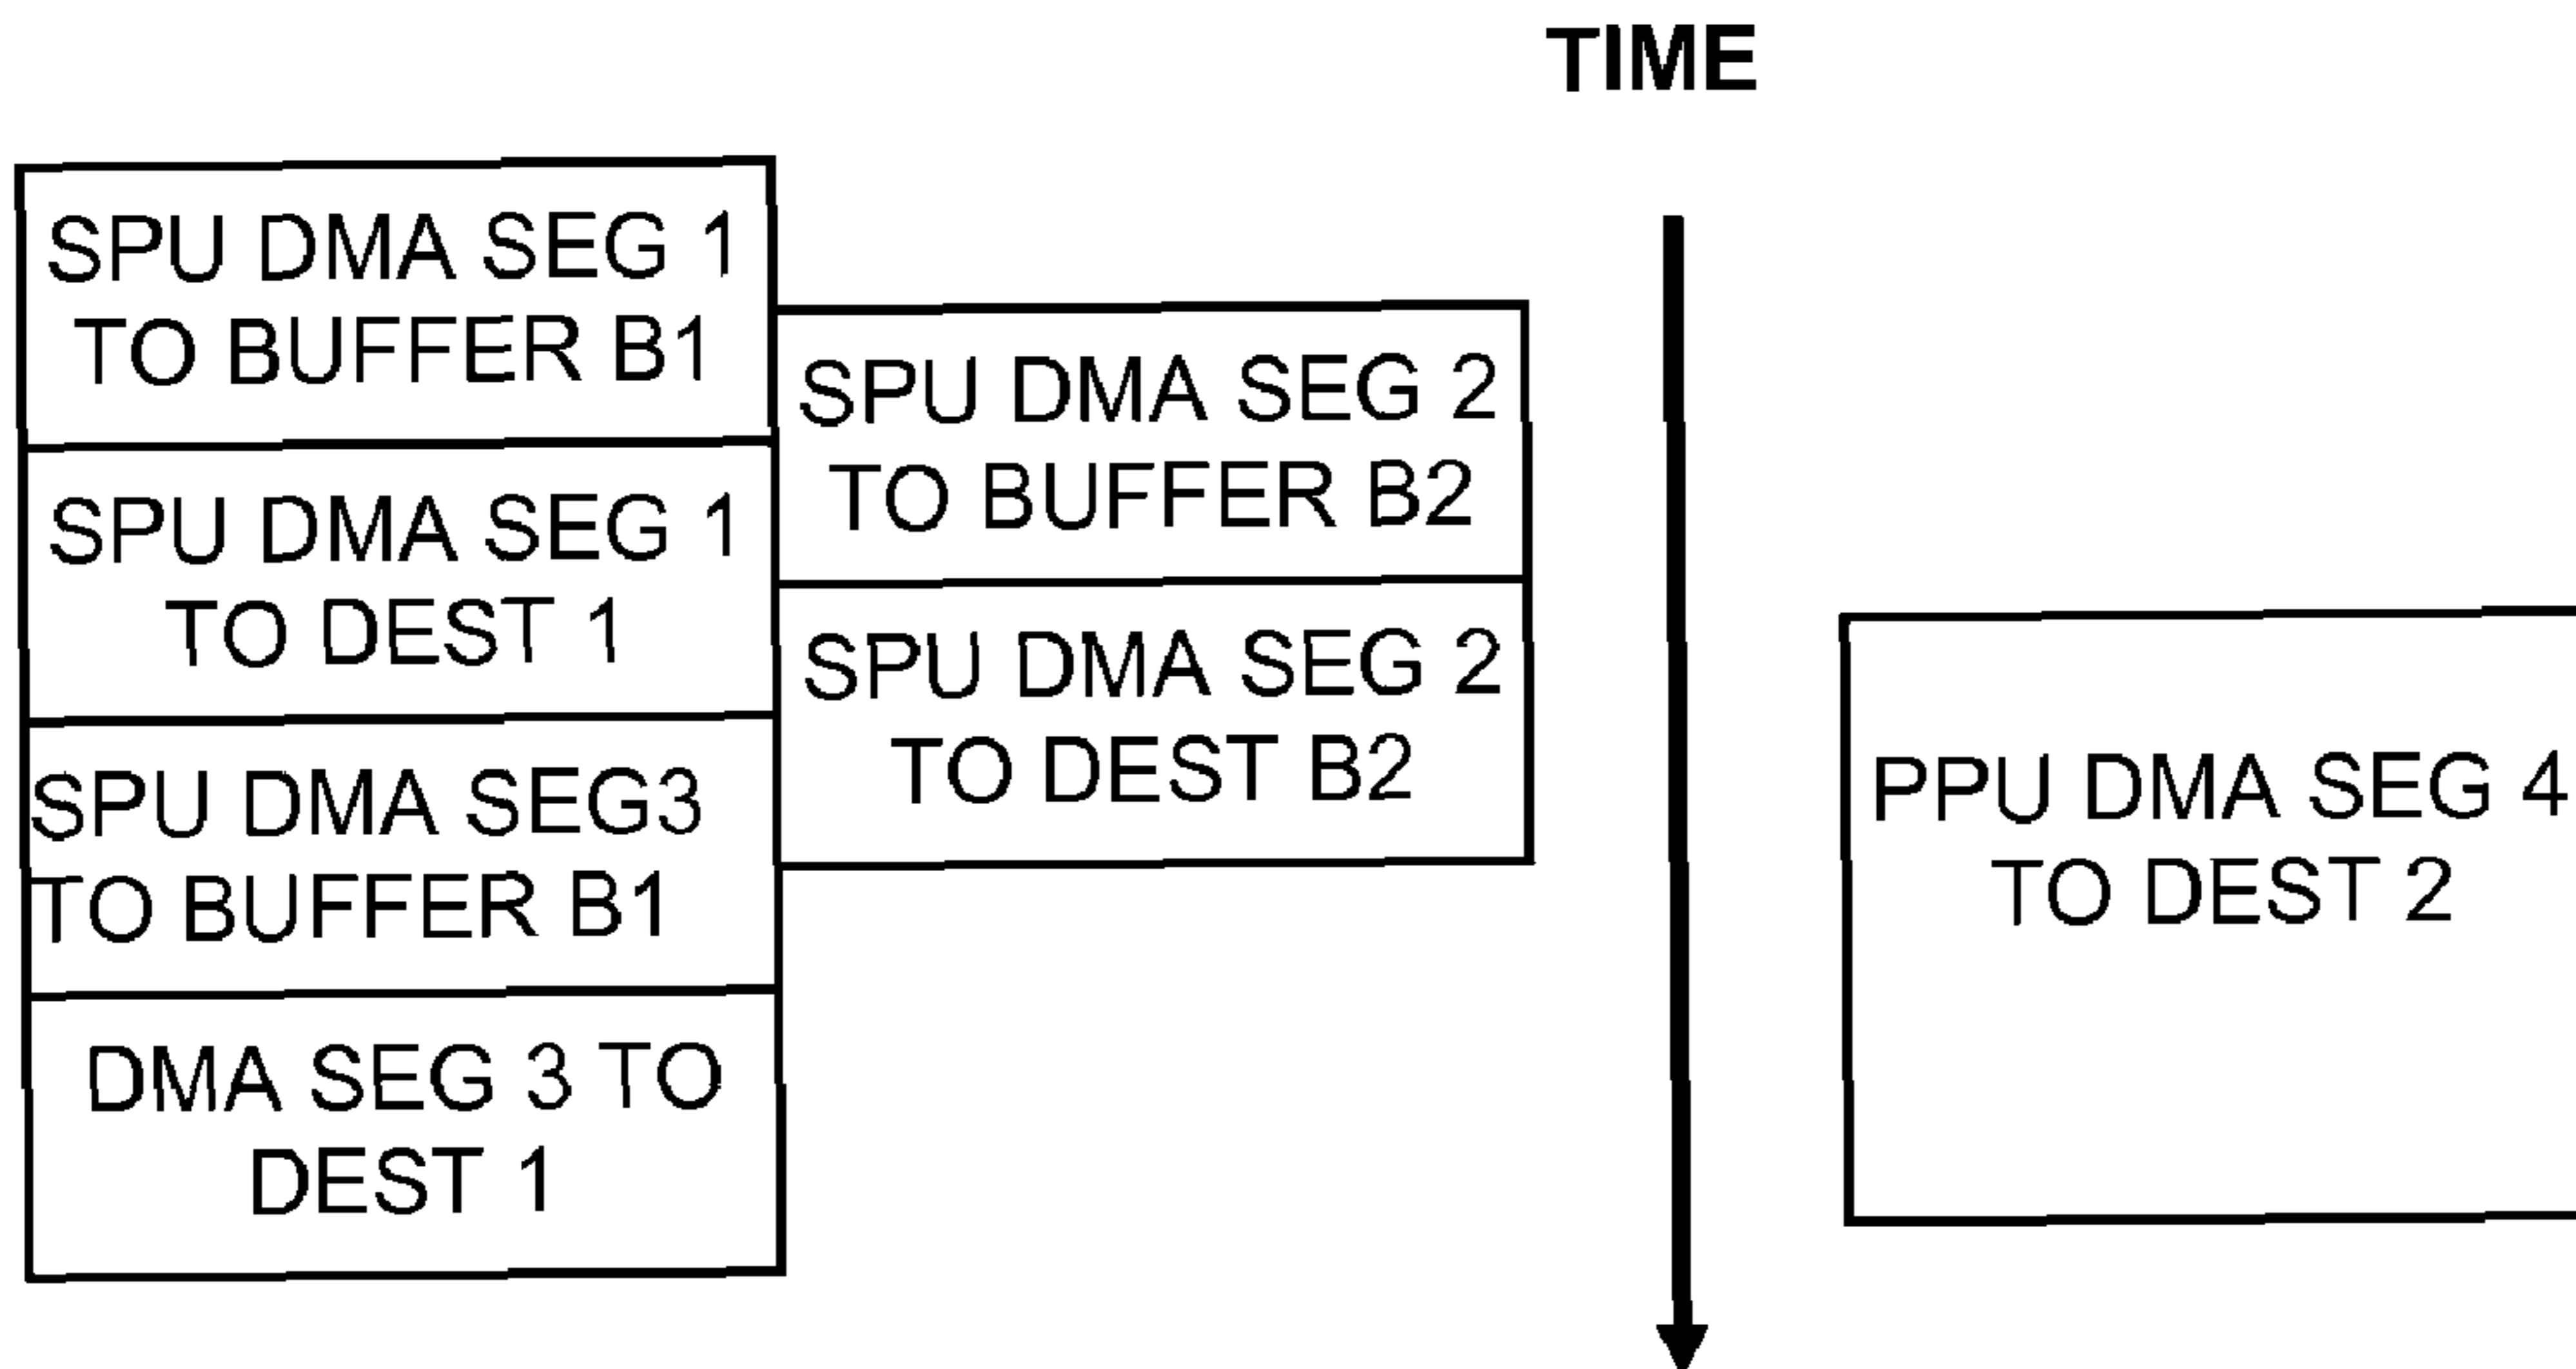 TIME
SPU DMA SEG 1
TO BUFFER B1
SPU DMA SEG 1
TO DEST 1
SPU DMA SEG3
TO BUFFER B1
DMA SEG 3 TO
DEST 1
SPU DMA SEG 2
TO BUFFER B2
SPU DMA SEG 2
TO DEST B2
PPU DMA SEG 4
TO DEST 2